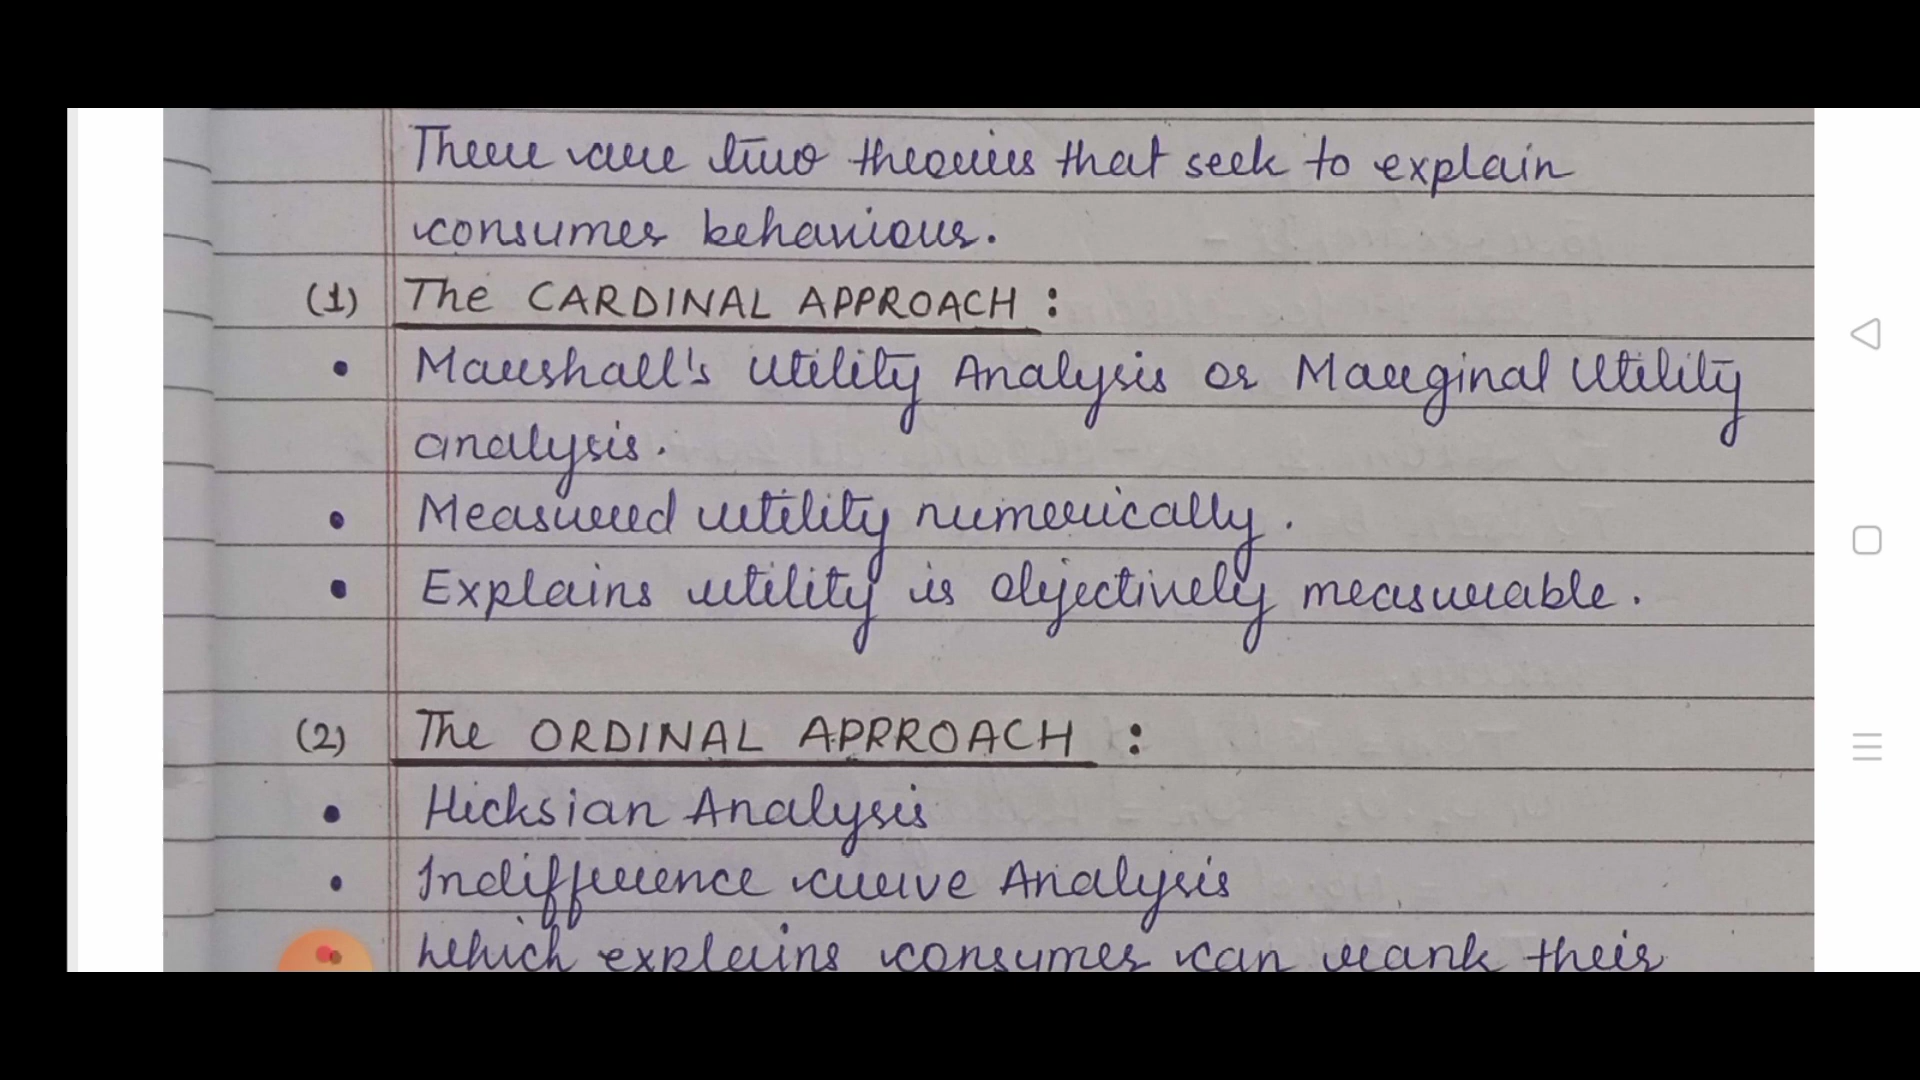 There are two theories that seek to explain
consumer behaviour.
(1) The CARDINAL APPROACH :
• Marshall's Utility Analysis or Marginal Utility
analysis.
• Measured utility numerically.
• Explains utility is objectively measurable.
(2) The ORDINAL APPROACH :
• Hicksian Analysis
• Indifference curve Analysis
• Which explains consumer can rank their